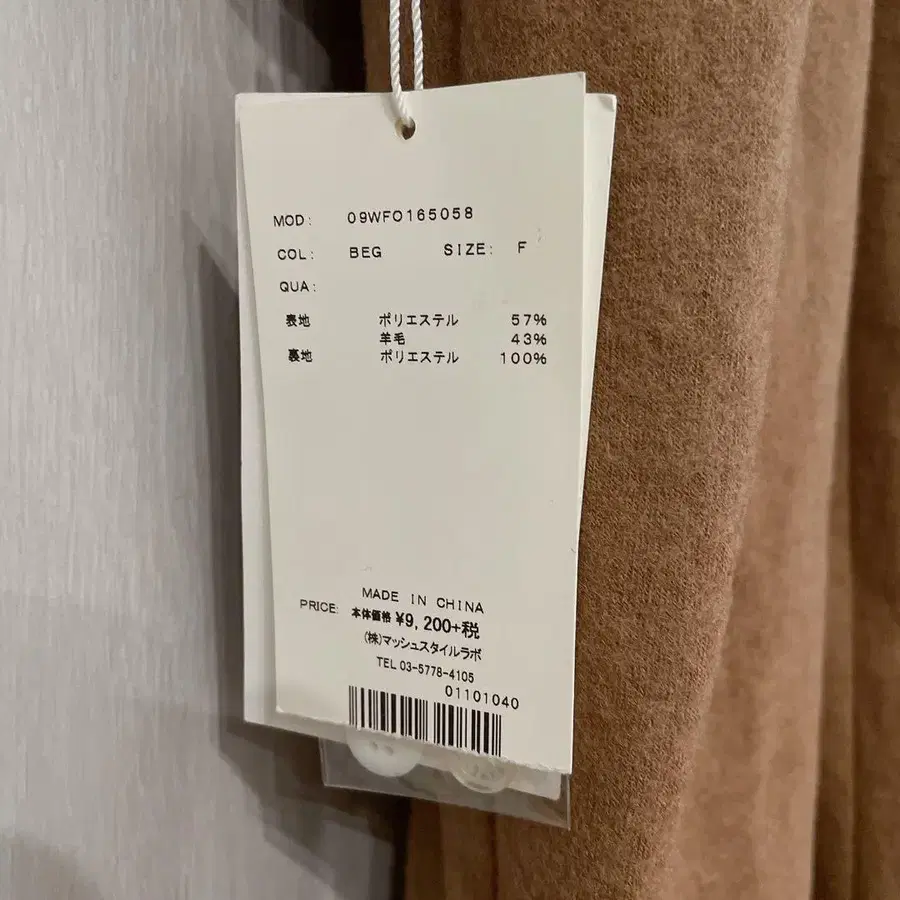 MOD: 09WFO165058
COL: BEG SIZE: F
QUA:
表地 ポリエステル 57%
羊毛 43%
裏地 ポリエステル 100%
MADE IN CHINA
PRICE: 本体価格 ¥9,200+税
(株)マッシュスタイルラボ
TEL 03-5778-4105
01101040